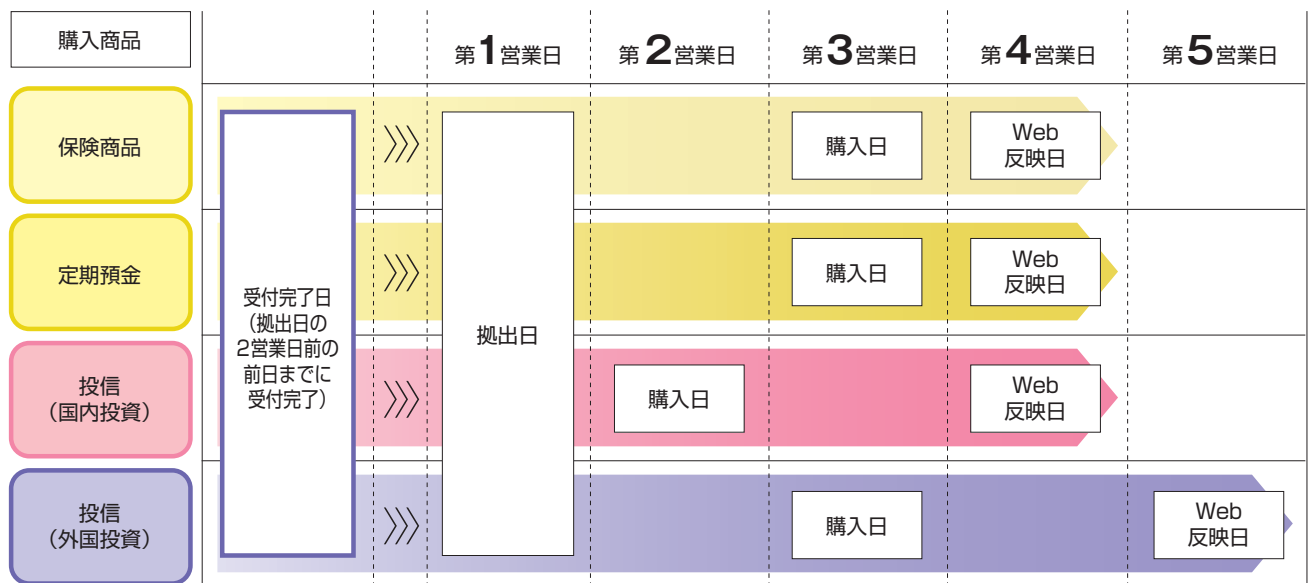 購入商品
第1営業日
第2営業日
第3営業日
第4営業日
第5営業日
保険商品
受付完了日
(拠出日の
2営業日前の
前日までに
受付完了)
拠出日
購入日
Web
反映日
定期預金
購入日
Web
反映日
投信
(国内投資)
購入日
Web
反映日
投信
(外国投資)
購入日
Web
反映日